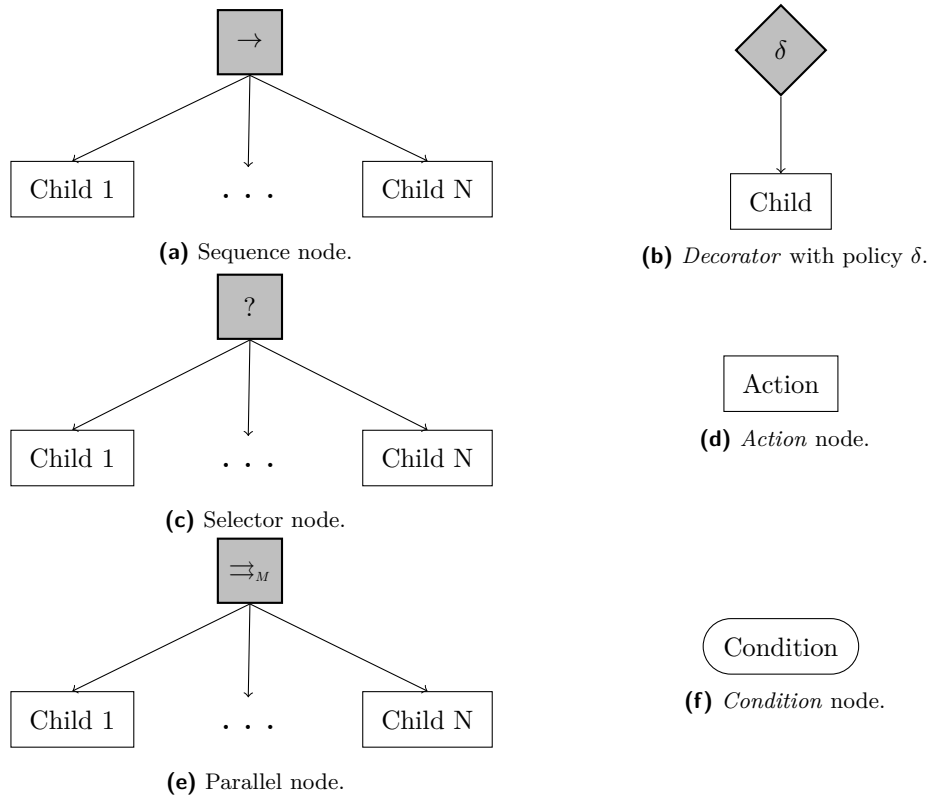 →
Child 1 . . . Child N
(a) Sequence node.
δ
Child
(b) Decorator with policy δ.
?
Child 1 . . . Child N
(c) Selector node.
Action
(d) Action node.
⇉M
Child 1 . . . Child N
(e) Parallel node.
Condition
(f) Condition node.